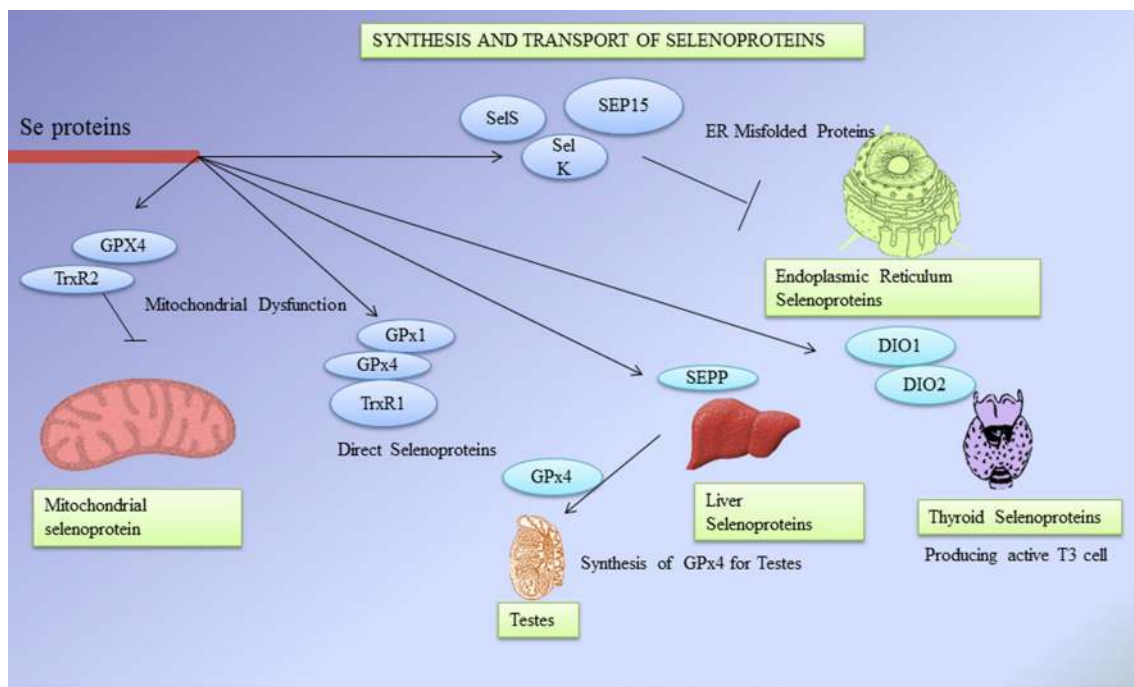 SYNTHESIS AND TRANSPORT OF SELENOPROTEINS
Se proteins
SelS
SEP15
Sel
K
ER Misfolded Proteins
Endoplasmic Reticulum
Selenoproteins
GPX4
TrxR2
Mitochondrial Dysfunction
Mitochondrial
selenoprotein
GPx1
GPx4
TrxR1
Direct Selenoproteins
SEPP
Liver
Selenoproteins
GPx4
Synthesis of GPx4 for Testes
Testes
DIO1
DIO2
Thyroid Selenoproteins
Producing active T3 cell